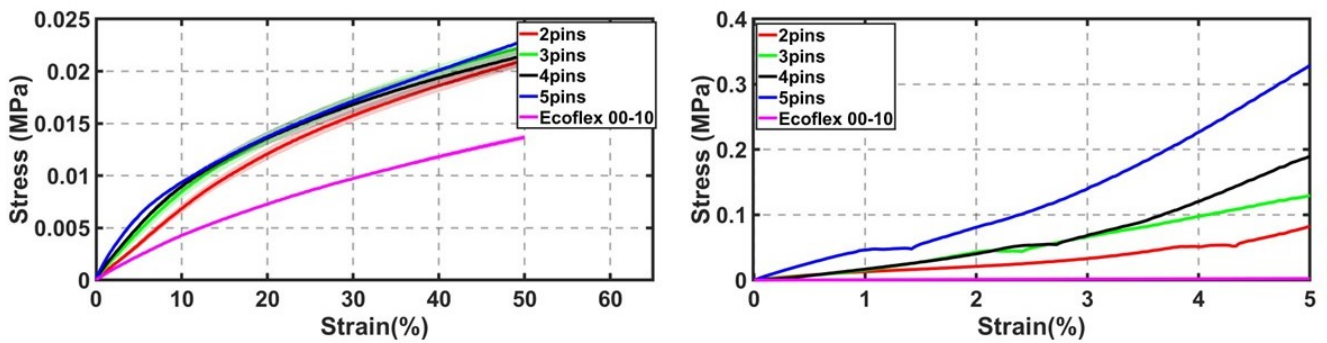 0.025
0.02
0.015
0.01
0.005
0
Stress (MPa)
0 10 20 30 40 50 60
Strain(%)
2pins
3pins
4pins
5pins
Ecoflex 00-10
0.4
0.3
0.2
0.1
0
Stress (MPa)
0 1 2 3 4 5
Strain(%)
2pins
3pins
4pins
5pins
Ecoflex 00-10